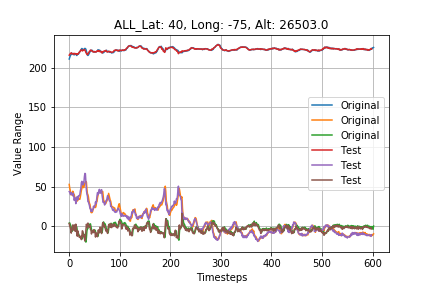 ALL_Lat: 40, Long: -75, Alt: 26503.0
Value Range
200
150
100
50
0
Original
Original
Original
Test
Test
Test
0
100
200
300
400
500
600
Timesteps